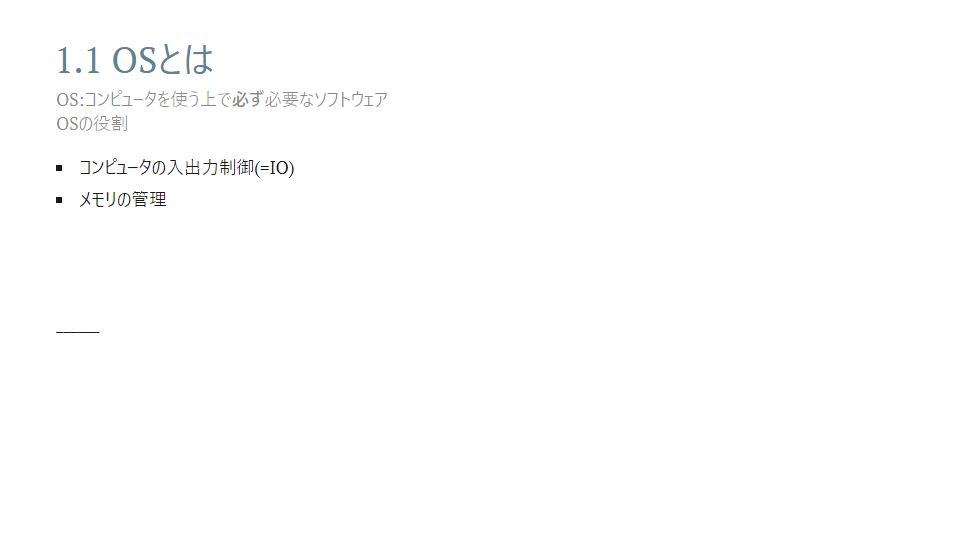 1.1 OSとは
OS:コンピュータを使う上で必ず必要なソフトウェア
OSの役割
▪ コンピュータの入出力制御(=IO)
▪ メモリの管理
______